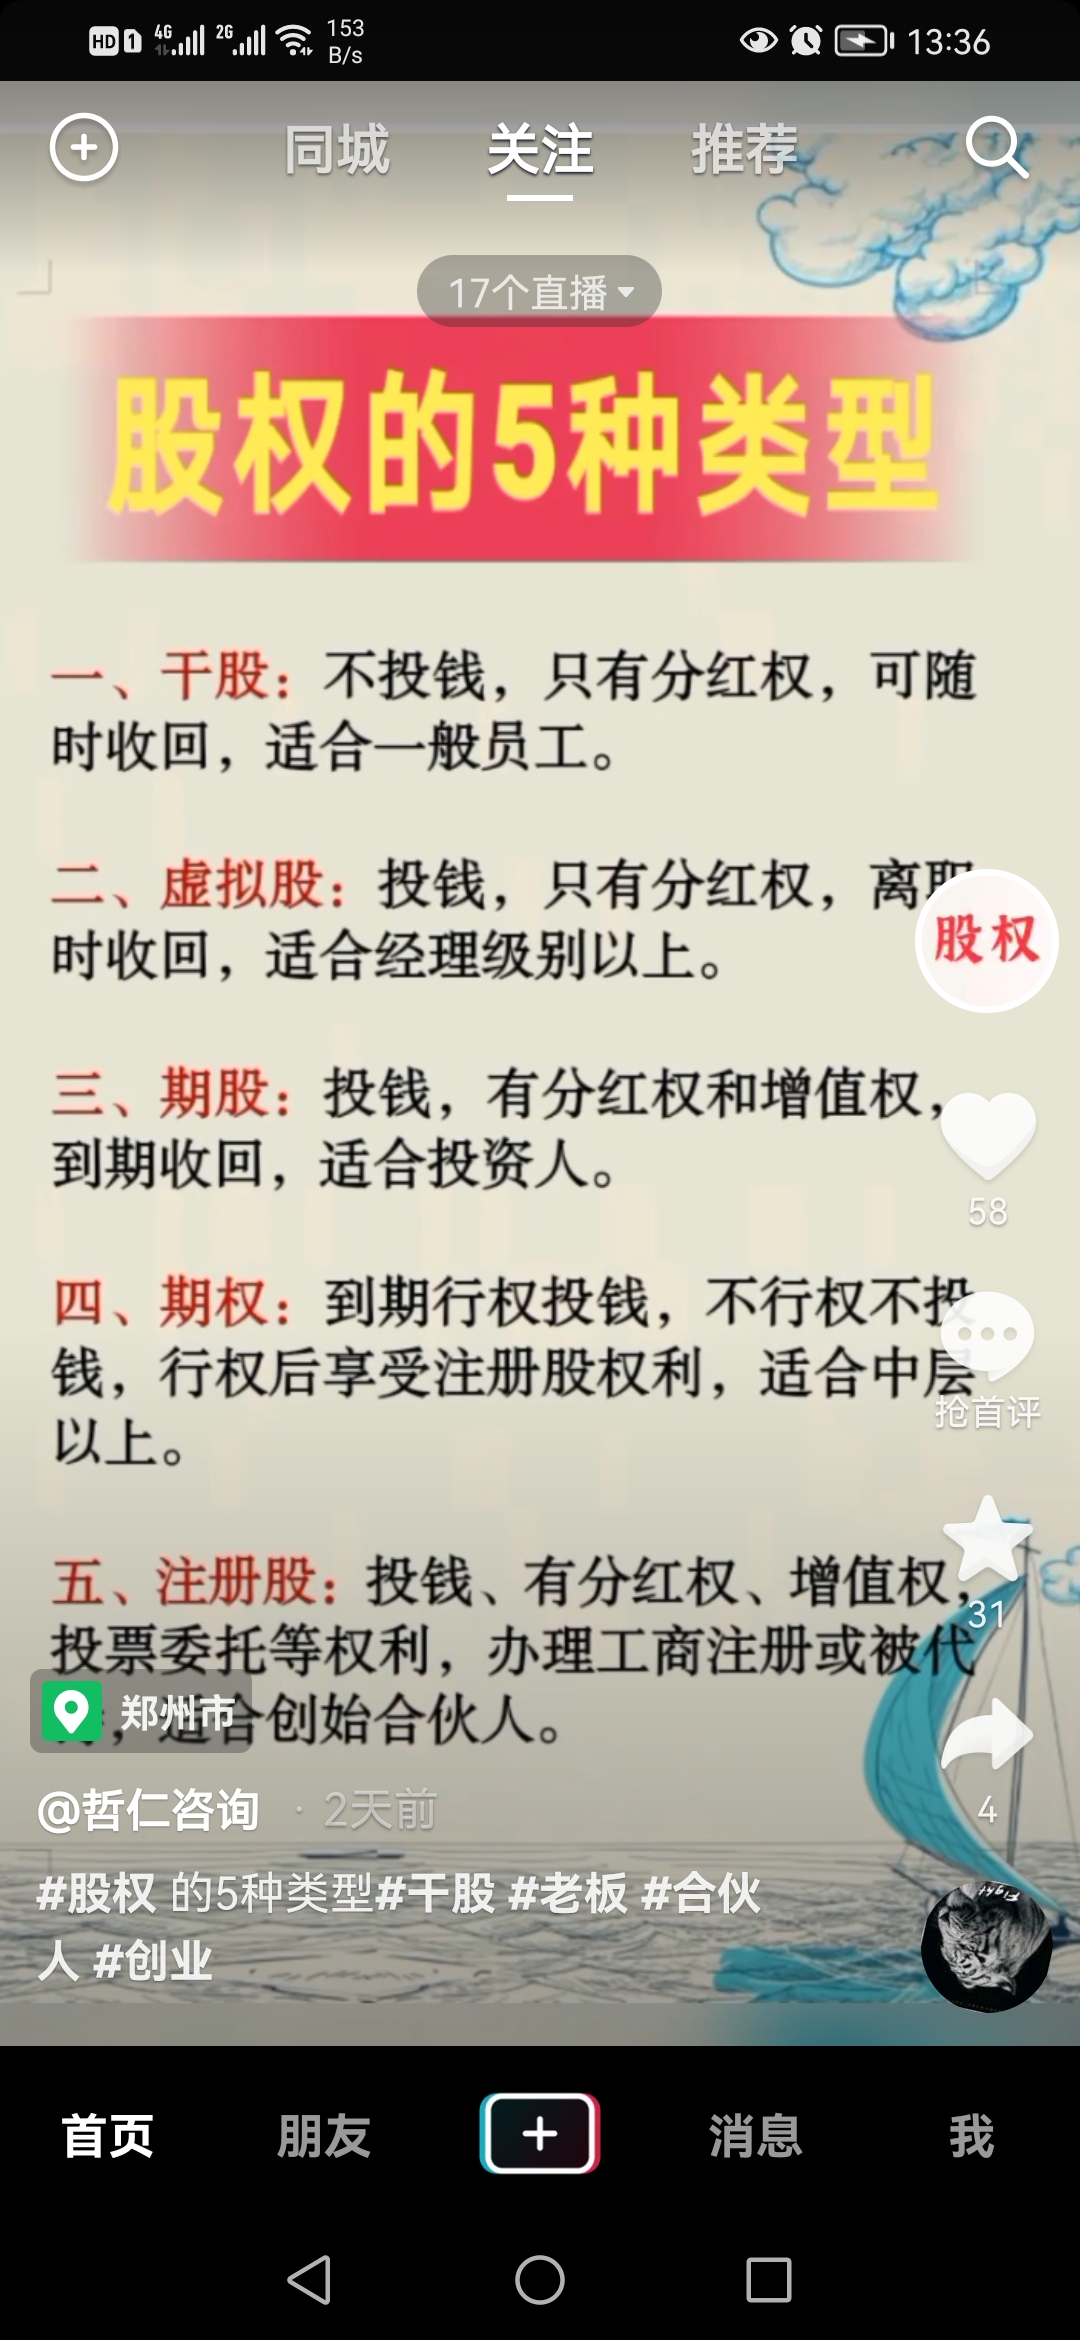 HD 1 4G 2G 153 B/s 13:36
同城 关注 推荐
17个直播
股权的5种类型
一、干股：不投钱，只有分红权，可随
时收回，适合一般员工。
二、虚拟股：投钱，只有分红权，离职
时收回，适合经理级别以上。
股权
三、期股：投钱，有分红权和增值权，
到期收回，适合投资人。
58
四、期权：到期行权投钱，不行权不投
钱，行权后享受注册股权利，适合中层
以上。
抢首评
五、注册股：投钱、有分红权、增值权，
31
投票委托等权利，办理工商注册或被代
，适合创始合伙人。
郑州市
4
@哲仁咨询 · 2天前
#股权 的5种类型#干股 #老板 #合伙
人 #创业
Fight
首页 朋友 消息 我